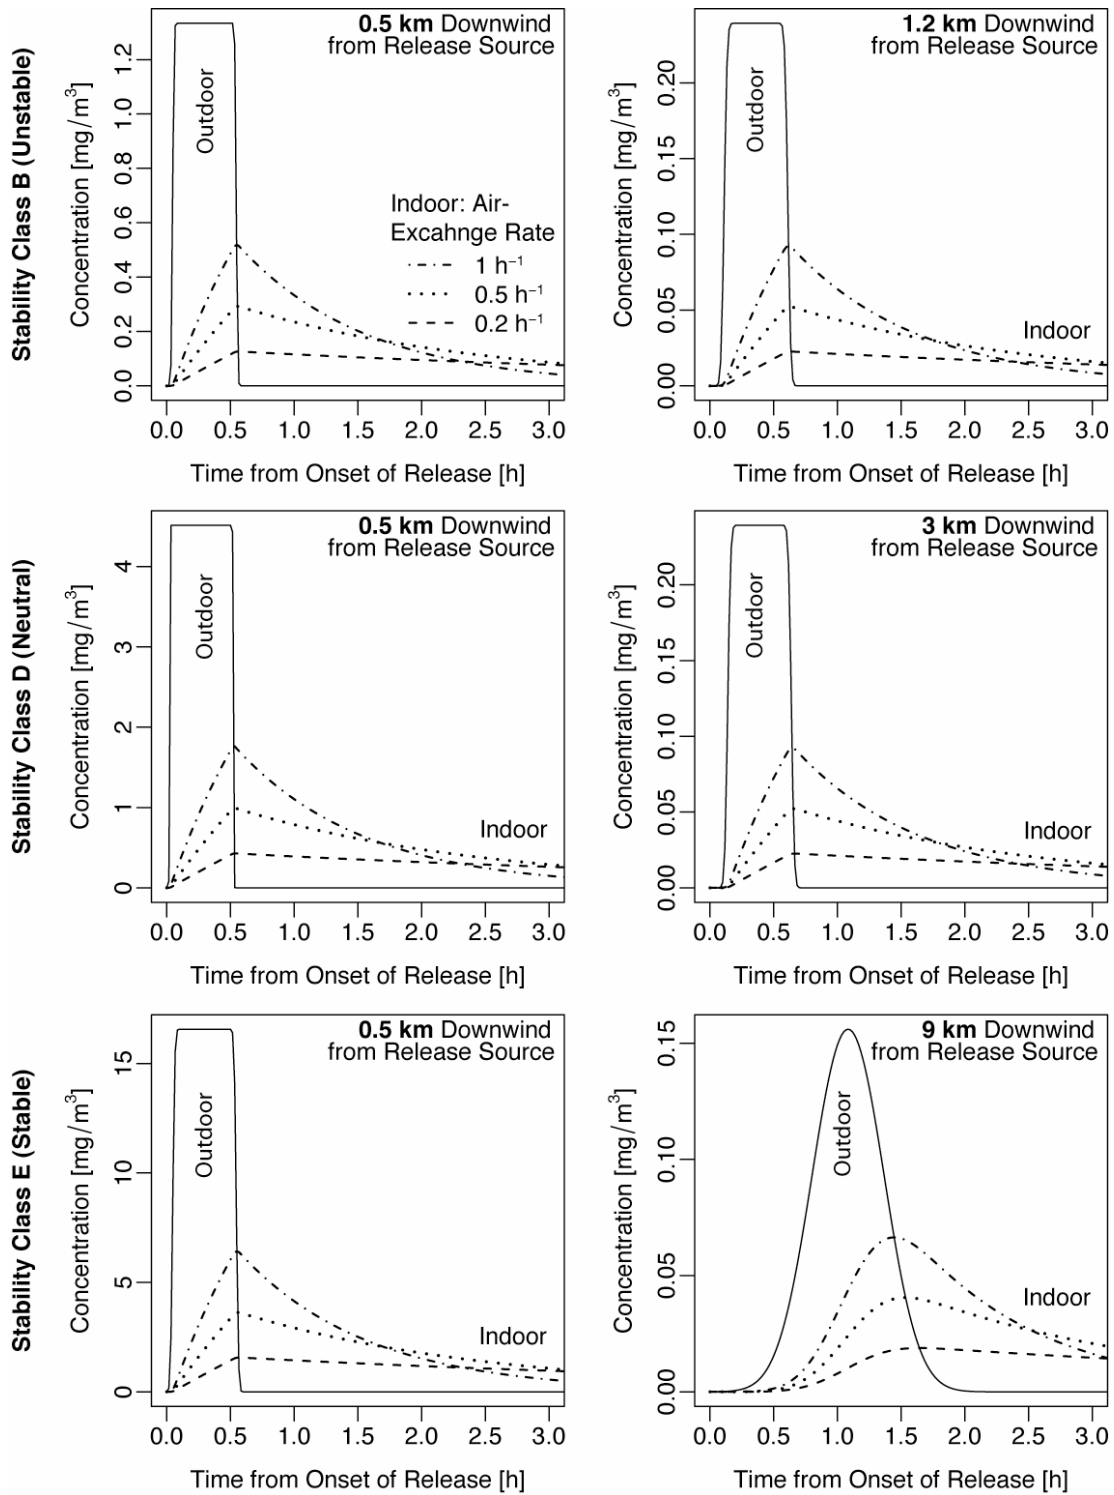 Stability Class B (Unstable)
Concentration [mg/m³]
0.0 0.2 0.4 0.6 0.8 1.0 1.2
0.5 km Downwind
from Release Source
Outdoor
Indoor: Air-
Excahnge Rate
1 h⁻¹
0.5 h⁻¹
0.2 h⁻¹
0.0 0.5 1.0 1.5 2.0 2.5 3.0
Time from Onset of Release [h]
Concentration [mg/m³]
0.00 0.05 0.10 0.15 0.20
1.2 km Downwind
from Release Source
Outdoor
Indoor
0.0 0.5 1.0 1.5 2.0 2.5 3.0
Time from Onset of Release [h]
Stability Class D (Neutral)
Concentration [mg/m³]
0 1 2 3 4
0.5 km Downwind
from Release Source
Outdoor
Indoor
0.0 0.5 1.0 1.5 2.0 2.5 3.0
Time from Onset of Release [h]
Concentration [mg/m³]
0.00 0.05 0.10 0.15 0.20
3 km Downwind
from Release Source
Outdoor
Indoor
0.0 0.5 1.0 1.5 2.0 2.5 3.0
Time from Onset of Release [h]
Stability Class E (Stable)
Concentration [mg/m³]
0 5 10 15
0.5 km Downwind
from Release Source
Outdoor
Indoor
0.0 0.5 1.0 1.5 2.0 2.5 3.0
Time from Onset of Release [h]
Concentration [mg/m³]
0.00 0.05 0.10 0.15
9 km Downwind
from Release Source
Outdoor
Indoor
0.0 0.5 1.0 1.5 2.0 2.5 3.0
Time from Onset of Release [h]